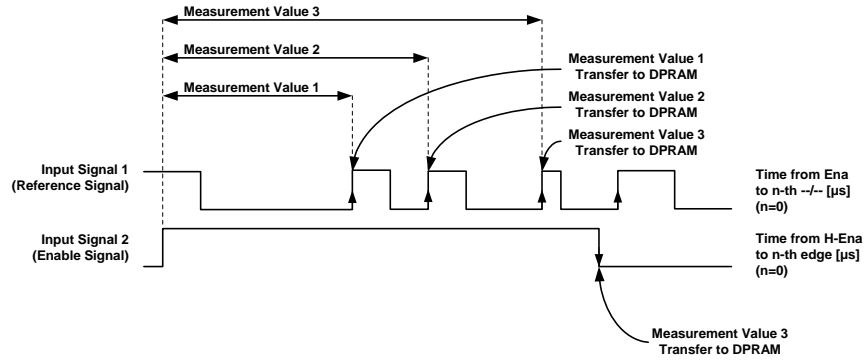 Measurement Value 3
Measurement Value 2
Measurement Value 1
Measurement Value 1
Transfer to DPRAM
Measurement Value 2
Transfer to DPRAM
Measurement Value 3
Transfer to DPRAM
Input Signal 1
(Reference Signal)
Time from Ena
to n-th --/-- [µs]
(n=0)
Input Signal 2
(Enable Signal)
Time from H-Ena
to n-th edge [µs]
(n=0)
Measurement Value 3
Transfer to DPRAM